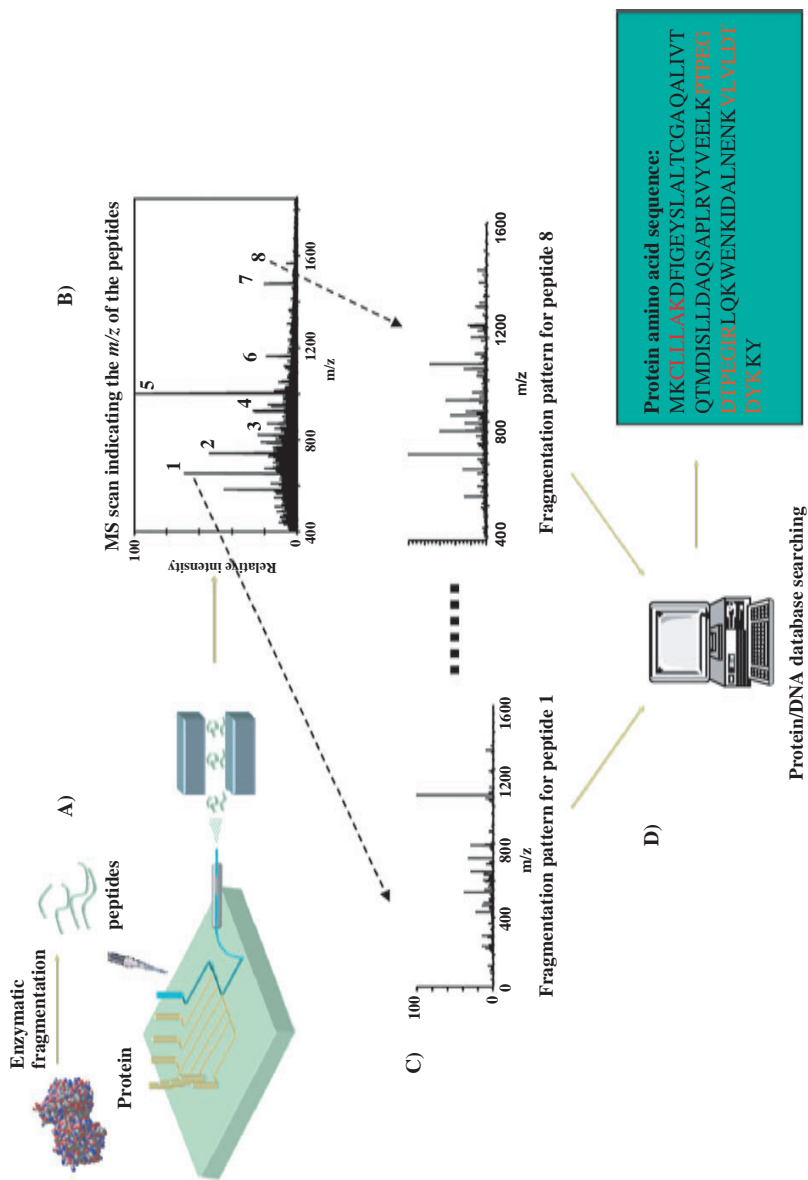 A)
Enzymatic
fragmentation
Protein
peptides
B)
MS scan indicating the m/z of the peptides
100
0
Relative intensity
1
2
3
4
5
6
7
8
400
800
1200
1600
m/z
C)
100
0
0
400
800
1200
1600
m/z
Fragmentation pattern for peptide 1
400
800
1200
1600
m/z
Fragmentation pattern for peptide 8
D)
Protein/DNA database searching
Protein amino acid sequence:
MKCLLLAKDFIGEYSLALTCGAQALIVT
QTMDISLLDAQSAPLRVYVEELKPTPEG
DTPEGIRLQKWENKIDALNENKVLVLDT
DYKKY